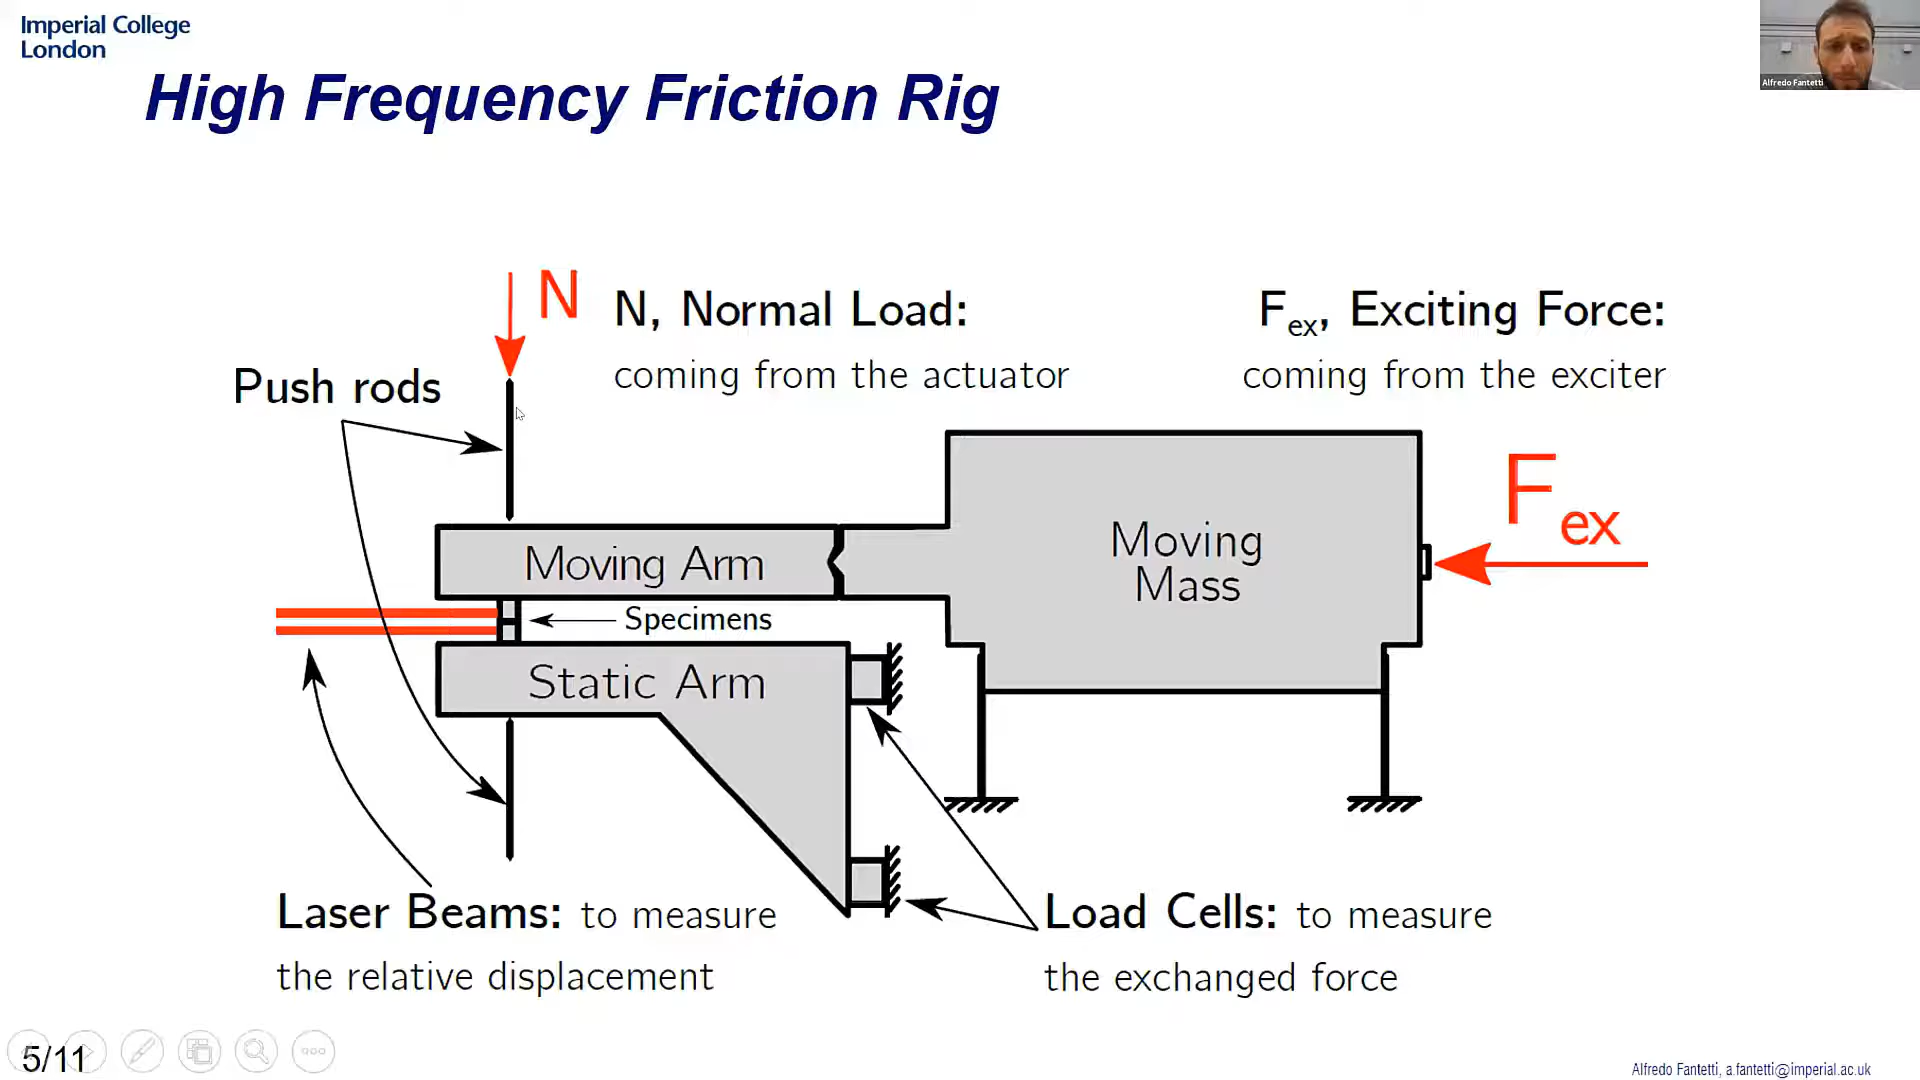 Imperial College
London
High Frequency Friction Rig
Alfredo Fantetti
N
N, Normal Load:
coming from the actuator
Fex, Exciting Force:
coming from the exciter
Push rods
Fex
Moving Arm
Moving
Mass
Specimens
Static Arm
Laser Beams: to measure
the relative displacement
Load Cells: to measure
the exchanged force
5/11
Alfredo Fantetti, a.fantetti@imperial.ac.uk